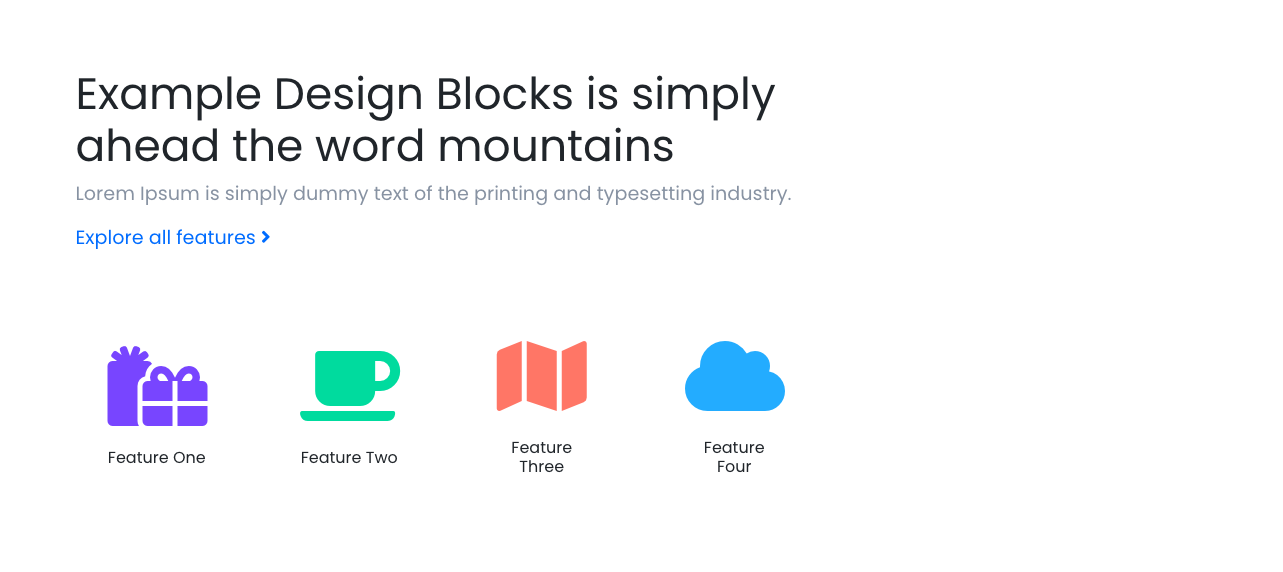 Example Design Blocks is simply
ahead the word mountains
Lorem Ipsum is simply dummy text of the printing and typesetting industry.
Explore all features
Feature One
Feature Two
Feature
Three
Feature
Four